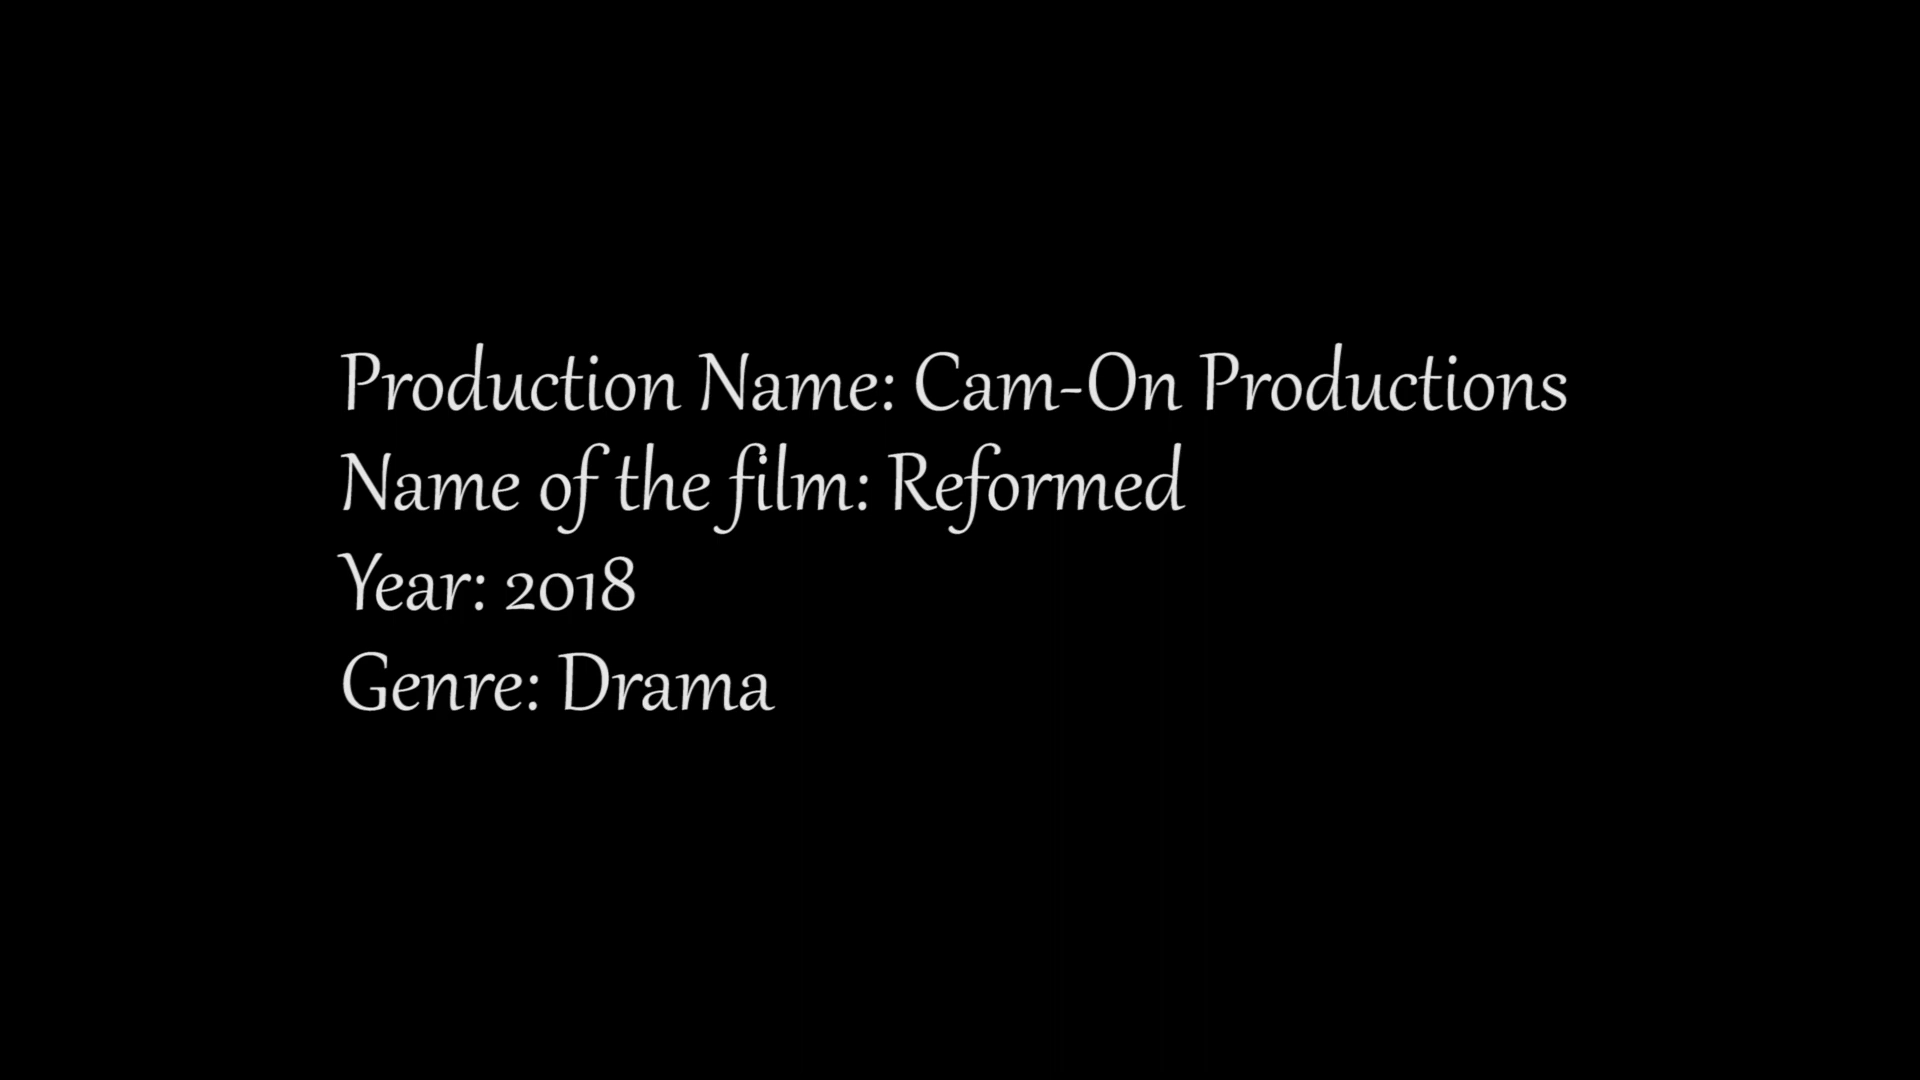 Production Name: Cam-On Productions
Name of the film: Reformed
Year: 2018
Genre: Drama